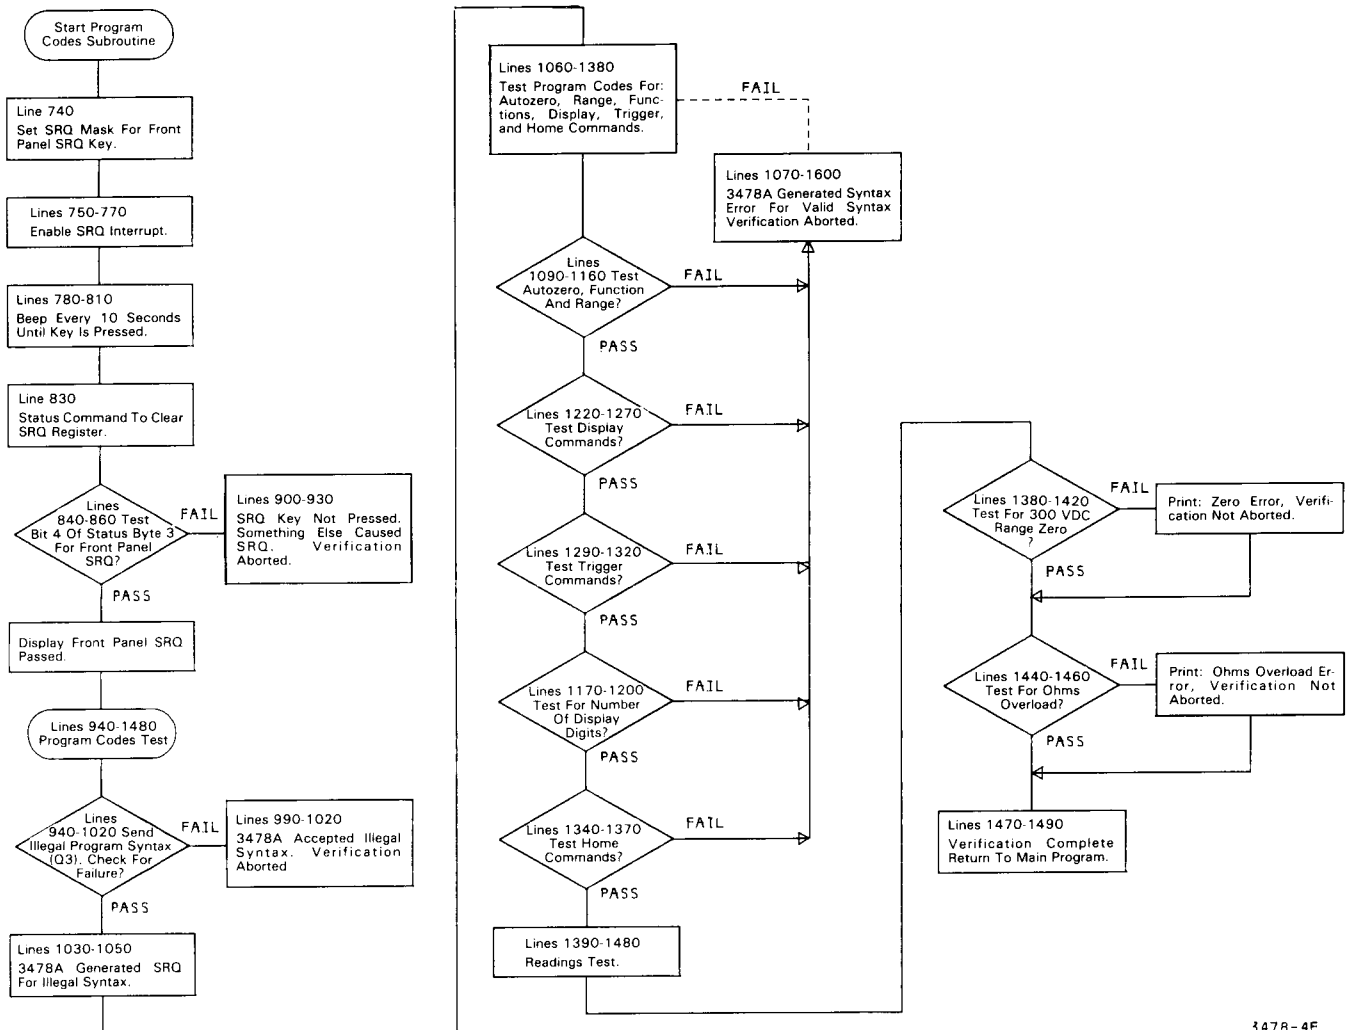 Start Program
Codes Subroutine
Line 740
Set SRQ Mask For Front
Panel SRQ Key.
Lines 750-770
Enable SRQ Interrupt.
Lines 780-810
Beep Every 10 Seconds
Until Key Is Pressed.
Line 830
Status Command To Clear
SRQ Register.
Lines
840-860 Test
Bit 4 Of Status Byte 3
For Front Panel
SRQ?
FAIL
Lines 900-930
SRQ Key Not Pressed.
Something Else Caused
SRQ. Verification
Aborted.
PASS
Display Front Panel SRQ
Passed.
Lines 940-1480
Program Codes Test
Lines
940-1020 Send
Illegal Program Syntax
(Q3). Check For
Failure?
FAIL
Lines 990-1020
3478A Accepted Illegal
Syntax. Verification
Aborted
PASS
Lines 1030-1050
3478A Generated SRQ
For Illegal Syntax.
Lines 1060-1380
Test Program Codes For:
Autozero, Range, Func-
tions, Display, Trigger,
and Home Commands.
FAIL
Lines 1070-1600
3478A Generated Syntax
Error For Valid Syntax
Verification Aborted.
Lines
1090-1160 Test
Autozero, Function
And Range?
FAIL
PASS
Lines 1220-1270
Test Display
Commands?
FAIL
PASS
Lines 1290-1320
Test Trigger
Commands?
FAIL
PASS
Lines 1170-1200
Test For Number
Of Display
Digits?
FAIL
PASS
Lines 1340-1370
Test Home
Commands?
FAIL
PASS
Lines 1390-1480
Readings Test.
Lines 1380-1420
Test For 300 VDC
Range Zero
?
FAIL
Print: Zero Error, Verifi-
cation Not Aborted.
PASS
Lines 1440-1460
Test For Ohms
Overload?
FAIL
Print: Ohms Overload Er-
ror, Verification Not
Aborted.
PASS
Lines 1470-1490
Verification Complete
Return To Main Program.
3478-4F